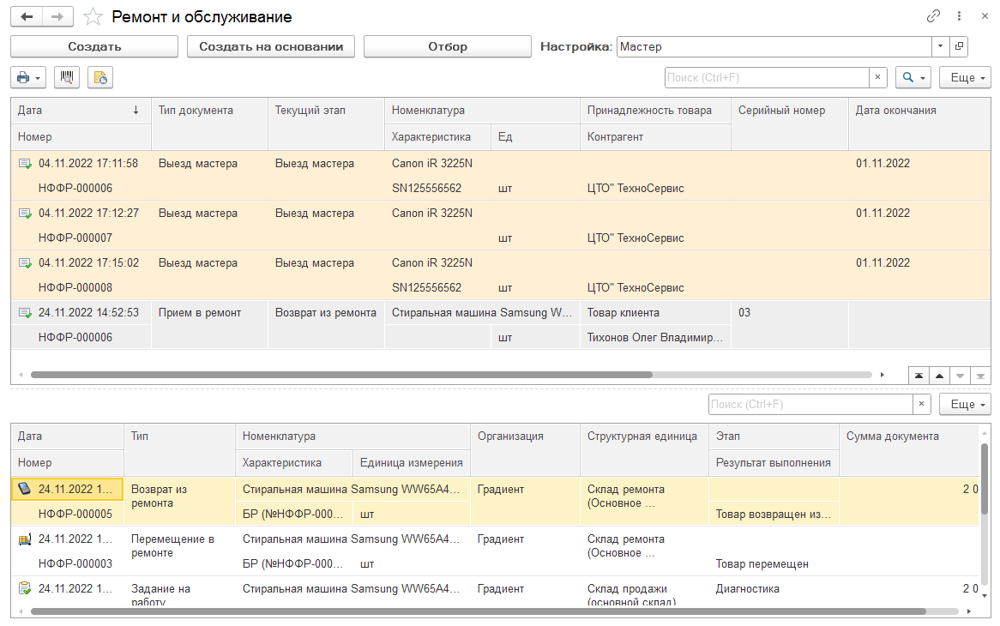 Ремонт и обслуживание
Создать Создать на основании Отбор Настройка: Мастер
Поиск (Ctrl+F) × Еще
Дата ↓ Тип документа Текущий этап Номенклатура Принадлежность товара Серийный номер Дата окончания
Номер Характеристика Ед Контрагент
04.11.2022 17:11:58 Выезд мастера Выезд мастера Canon iR 3225N 01.11.2022
НФФР-000006 SN125556562 шт ЦТО" ТехноСервис
04.11.2022 17:12:27 Выезд мастера Выезд мастера Canon iR 3225N 01.11.2022
НФФР-000007 шт ЦТО" ТехноСервис
04.11.2022 17:15:02 Выезд мастера Выезд мастера Canon iR 3225N 01.11.2022
НФФР-000008 SN125556562 шт ЦТО" ТехноСервис
24.11.2022 14:52:53 Прием в ремонт Возврат из ремонта Стиральная машина Samsung W... Товар клиента 03
НФФР-000006 шт Тихонов Олег Владимир...
Поиск (Ctrl+F) × Еще
Дата Тип Номенклатура Организация Структурная единица Этап Сумма документа
Номер Характеристика Единица измерения Результат выполнения
24.11.2022 1... Возврат из Стиральная машина Samsung WW65A4... Градиент Склад ремонта 2 0
ремонта (Основное ...
НФФР-000005 БР (№НФФР-000... шт Товар возвращен из...
24.11.2022 1... Перемещение в Стиральная машина Samsung WW65A4... Градиент Склад ремонта
ремонте (Основное ...
НФФР-000003 БР (№НФФР-000... шт Товар перемещен
24.11.2022 1... Задание на Стиральная машина Samsung WW65A4... Градиент Склад продажи Диагностика 2 0
работу (основной склад)